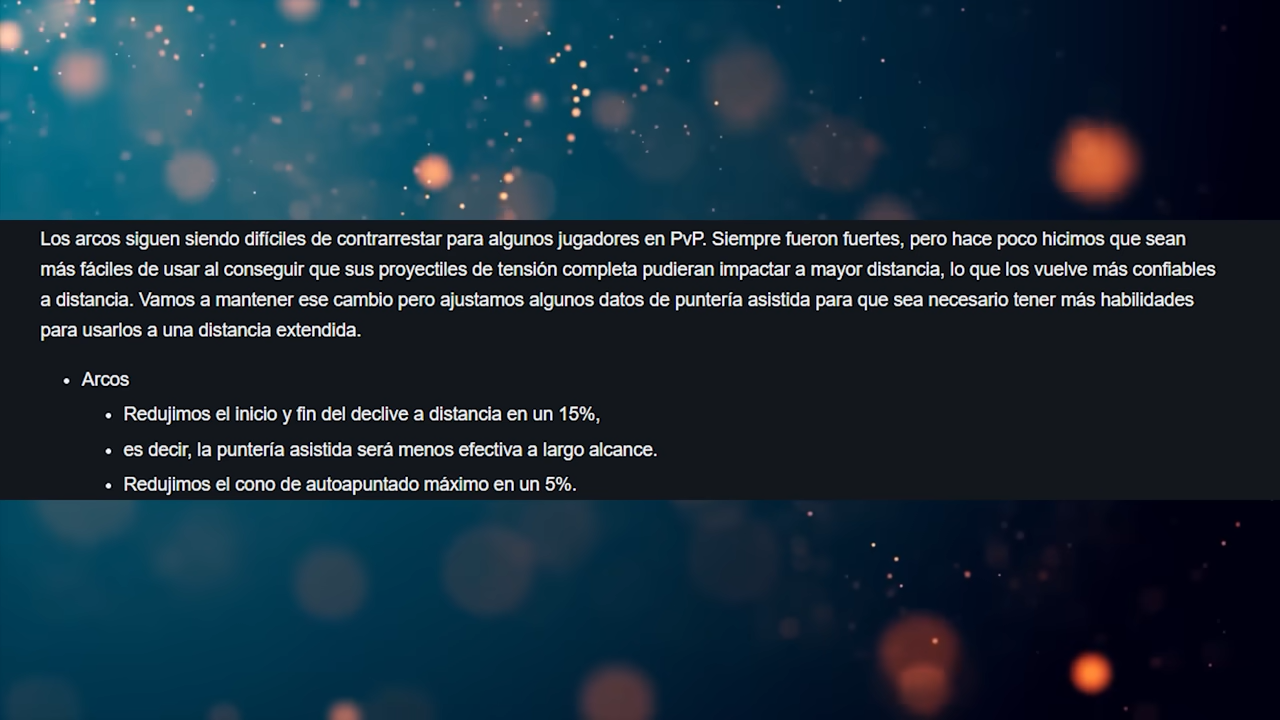 Los arcos siguen siendo difíciles de contrarrestar para algunos jugadores en PvP. Siempre fueron fuertes, pero hace poco hicimos que sean
más fáciles de usar al conseguir que sus proyectiles de tensión completa pudieran impactar a mayor distancia, lo que los vuelve más confiables
a distancia. Vamos a mantener ese cambio pero ajustamos algunos datos de puntería asistida para que sea necesario tener más habilidades
para usarlos a una distancia extendida.
• Arcos
• Redujimos el inicio y fin del declive a distancia en un 15%,
• es decir, la puntería asistida será menos efectiva a largo alcance.
• Redujimos el cono de autoapuntado máximo en un 5%.